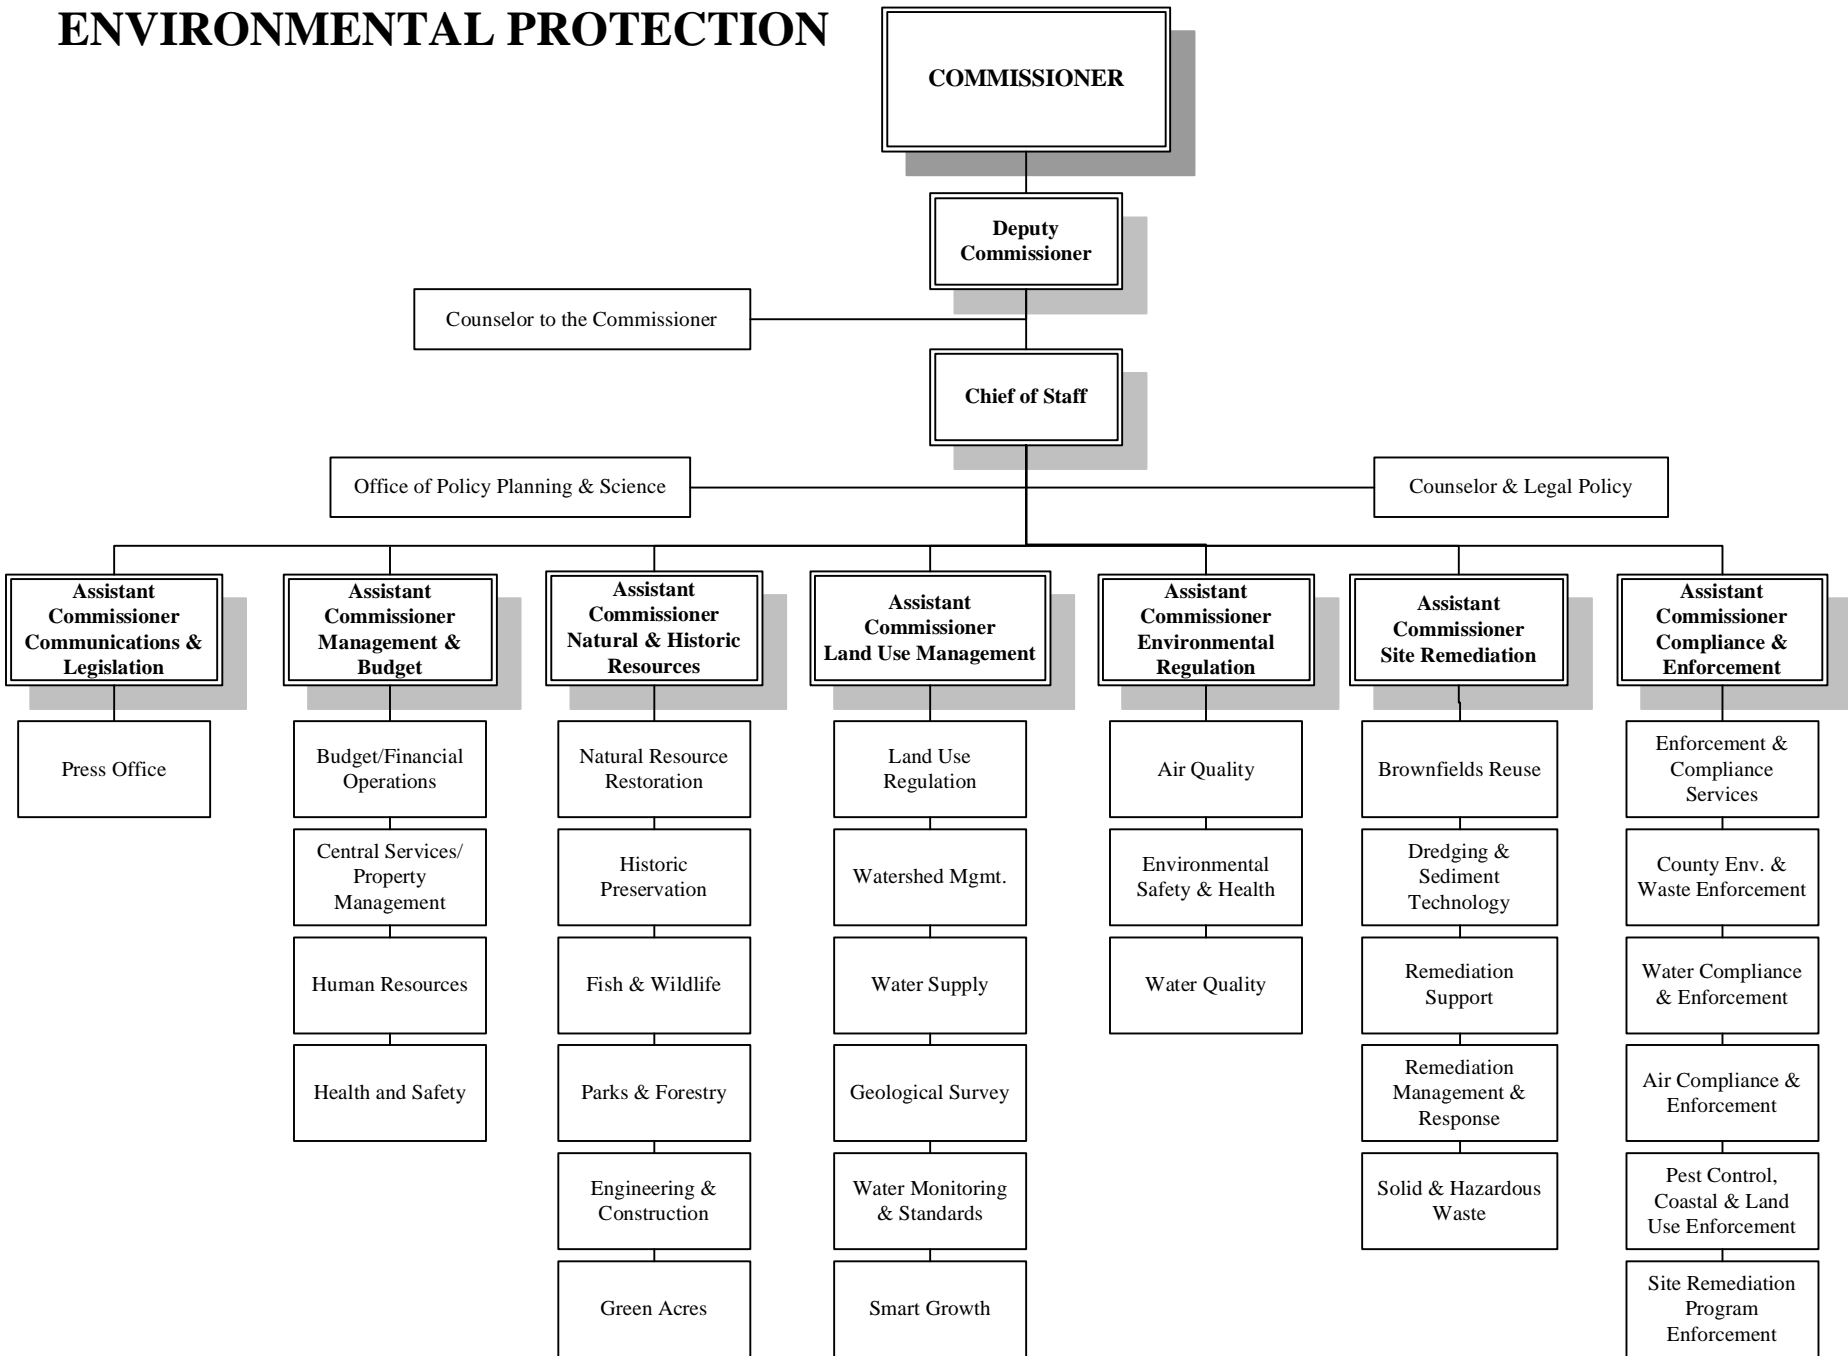 ENVIRONMENTAL PROTECTION
COMMISSIONER
Deputy
Commissioner
Counselor to the Commissioner
Chief of Staff
Office of Policy Planning & Science
Counselor & Legal Policy
Assistant
Commissioner
Communications &
Legislation
Press Office
Assistant
Commissioner
Management &
Budget
Budget/Financial
Operations
Central Services/
Property
Management
Human Resources
Health and Safety
Assistant
Commissioner
Natural & Historic
Resources
Natural Resource
Restoration
Historic
Preservation
Fish & Wildlife
Parks & Forestry
Engineering &
Construction
Green Acres
Assistant
Commissioner
Land Use Management
Land Use
Regulation
Watershed Mgmt.
Water Supply
Geological Survey
Water Monitoring
& Standards
Smart Growth
Assistant
Commissioner
Environmental
Regulation
Air Quality
Environmental
Safety & Health
Water Quality
Assistant
Commissioner
Site Remediation
Brownfields Reuse
Dredging &
Sediment
Technology
Remediation
Support
Remediation
Management &
Response
Solid & Hazardous
Waste
Assistant
Commissioner
Compliance &
Enforcement
Enforcement &
Compliance
Services
County Env. &
Waste Enforcement
Water Compliance
& Enforcement
Air Compliance &
Enforcement
Pest Control,
Coastal & Land
Use Enforcement
Site Remediation
Program
Enforcement